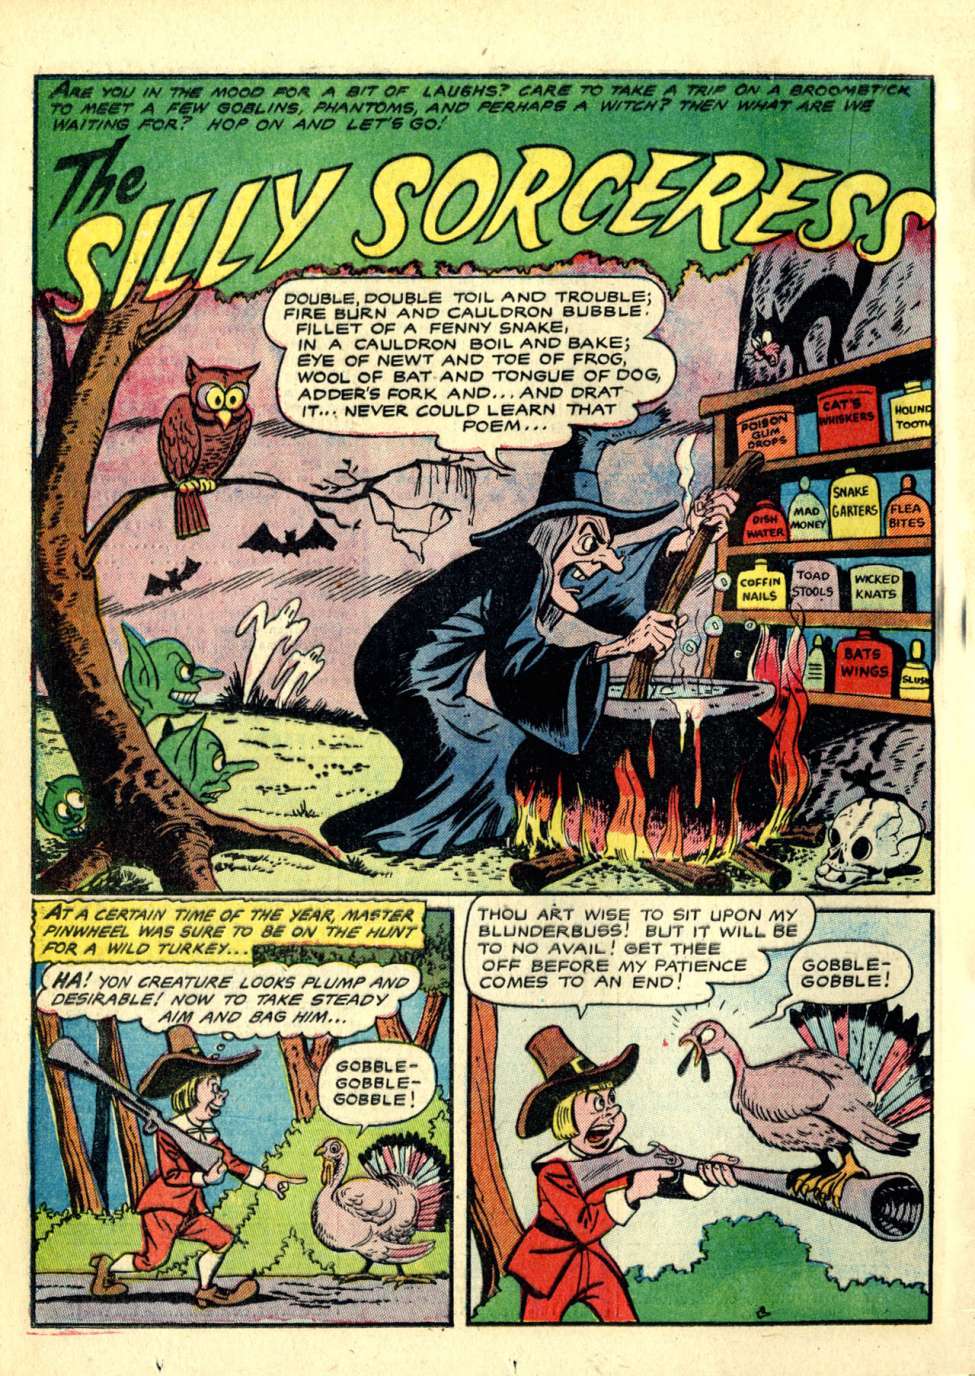 ARE YOU IN THE MOOD FOR A BIT OF LAUGHS? CARE TO TAKE A TRIP ON A BROOMSTICK
TO MEET A FEW GOBLINS, PHANTOMS, AND PERHAPS A WITCH? THEN WHAT ARE WE
WAITING FOR? HOP ON AND LET'S GO!
The
SILLY SORCERESS
DOUBLE, DOUBLE TOIL AND TROUBLE;
FIRE BURN AND CAULDRON BUBBLE.
FILLET OF A FENNY SNAKE,
IN A CAULDRON BOIL AND BAKE;
EYE OF NEWT AND TOE OF FROG,
WOOL OF BAT AND TONGUE OF DOG,
ADDER'S FORK AND... AND DRAT
IT... NEVER COULD LEARN THAT
POEM...
POISON
GUM
DROPS
CAT'S
WHISKERS
HOUND
TOOTH
DISH
WATER
MAD
MONEY
SNAKE
GARTERS
FLEA
BITES
COFFIN
NAILS
TOAD
STOOLS
WICKED
KNATS
BATS
WINGS
SLUSH
AT A CERTAIN TIME OF THE YEAR, MASTER
PINWHEEL WAS SURE TO BE ON THE HUNT
FOR A WILD TURKEY...
HA! YON CREATURE LOOKS PLUMP AND
DESIRABLE! NOW TO TAKE STEADY
AIM AND BAG HIM...
GOBBLE-
GOBBLE-
GOBBLE!
THOU ART WISE TO SIT UPON MY
BLUNDERBUSS! BUT IT WILL BE
TO NO AVAIL! GET THEE
OFF BEFORE MY PATIENCE
COMES TO AN END!
GOBBLE-
GOBBLE!